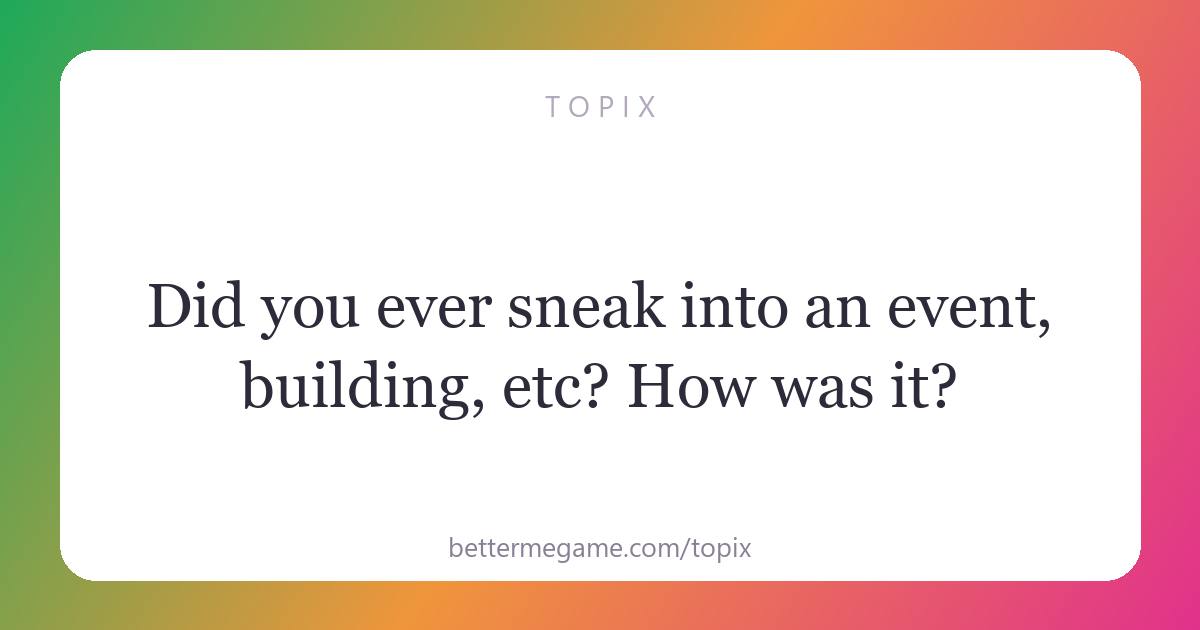 TOPIX
Did you ever sneak into an event,
building, etc? How was it?
bettermegame.com/topix